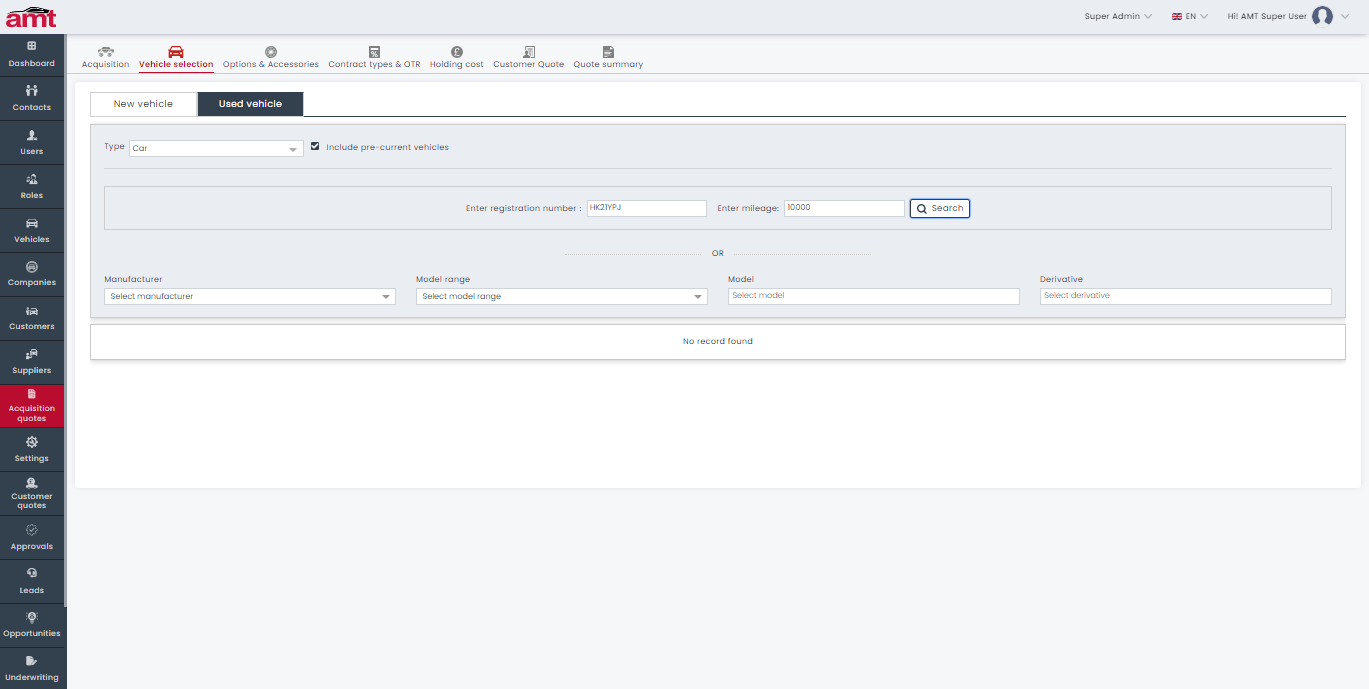 amt
Super Admin
EN
Hi! AMT Super User
Dashboard
Contacts
Users
Roles
Vehicles
Companies
Customers
Suppliers
Acquisition
quotes
Settings
Customer
quotes
Approvals
Leads
Opportunities
Underwriting
Acquisition
Vehicle selection
Options & Accessories
Contract types & OTR
Holding cost
Customer Quote
Quote summary
New vehicle
Used vehicle
Type
Car
Include pre-current vehicles
Enter registration number :
HK21YPJ
Enter mileage:
10000
Search
OR
Manufacturer
Select manufacturer
Model range
Select model range
Model
Select model
Derivative
Select derivative
No record found